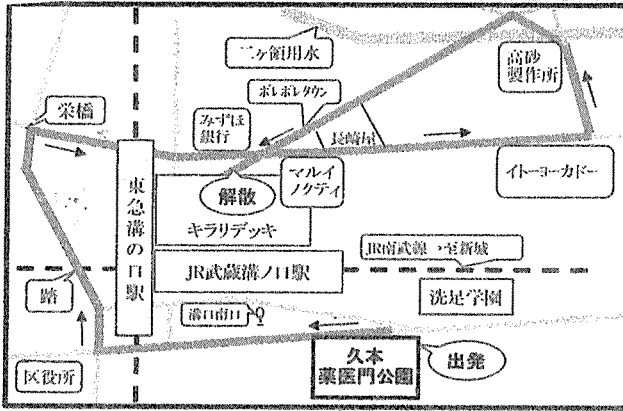 二ヶ領用水
高砂
製作所
ポレポレタウン
みずほ
銀行
長崎屋
栄橋
東急溝の口駅
解散
マルイ
ノクティ
イトーヨーカドー
キラリデッキ
JR南武線→至新城
JR武蔵溝ノ口駅
洗足学園
踏
溝口南口
久本
薬医門公園
出発
区役所